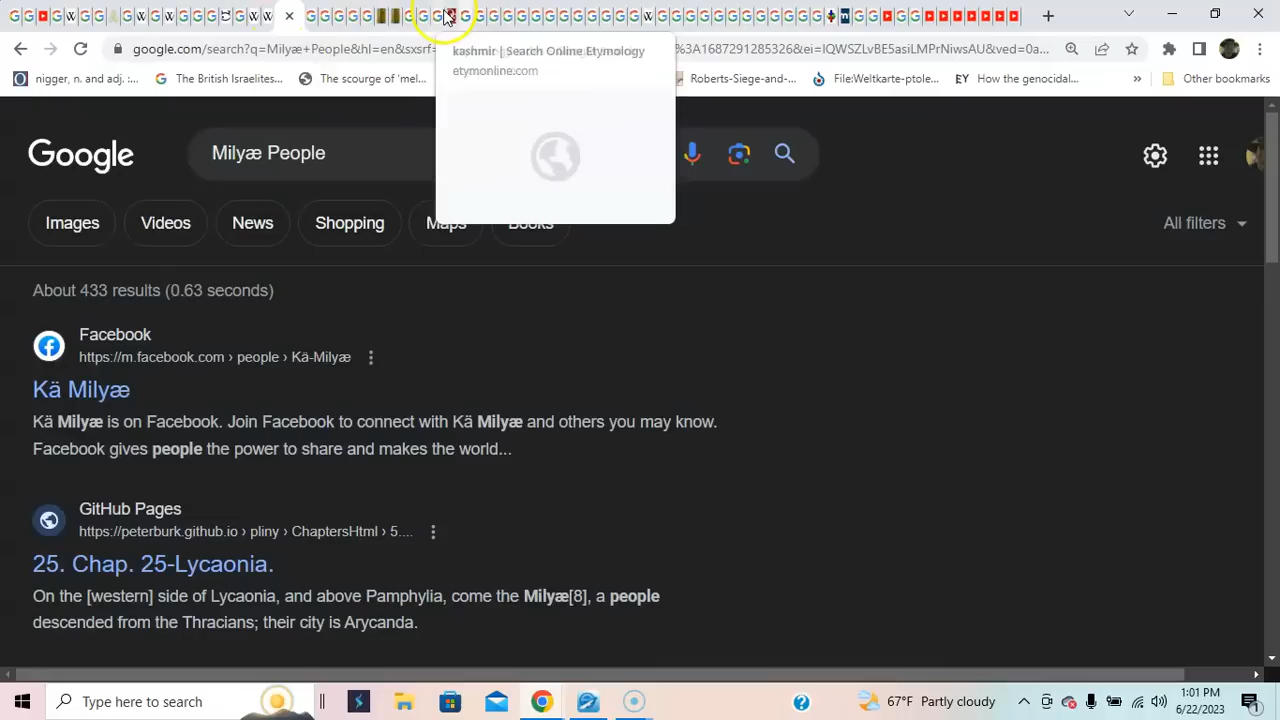 kashmir | Search Online Etymology
etymonline.com
google.com/search?q=Milyæ+People&hl=en&sxsrf=
%3A1687291285326&ei=IQWSZLvBE5asiLMPrNiwsAU&ved=0a...
nigger, n. and adj. :...
The British Israelites...
The scourge of 'mel...
Roberts-Siege-and-...
File:Weltkarte-ptolo...
EY How the genocidal...
»
Other bookmarks
Google
Milyæ People
Images
Videos
News
Shopping
Maps
Books
All filters
About 433 results (0.63 seconds)
Facebook
https://m.facebook.com › people › Kä-Milyæ
Kä Milyæ
Kä Milyæ is on Facebook. Join Facebook to connect with Kä Milyæ and others you may know.
Facebook gives people the power to share and makes the world...
GitHub Pages
https://peterburk.github.io › pliny › ChaptersHtml › 5....
25. Chap. 25-Lycaonia.
On the [western] side of Lycaonia, and above Pamphylia, come the Milyæ[8], a people
descended from the Thracians; their city is Arycanda.
Type here to search
67°F Partly cloudy
1:01 PM
6/22/2023